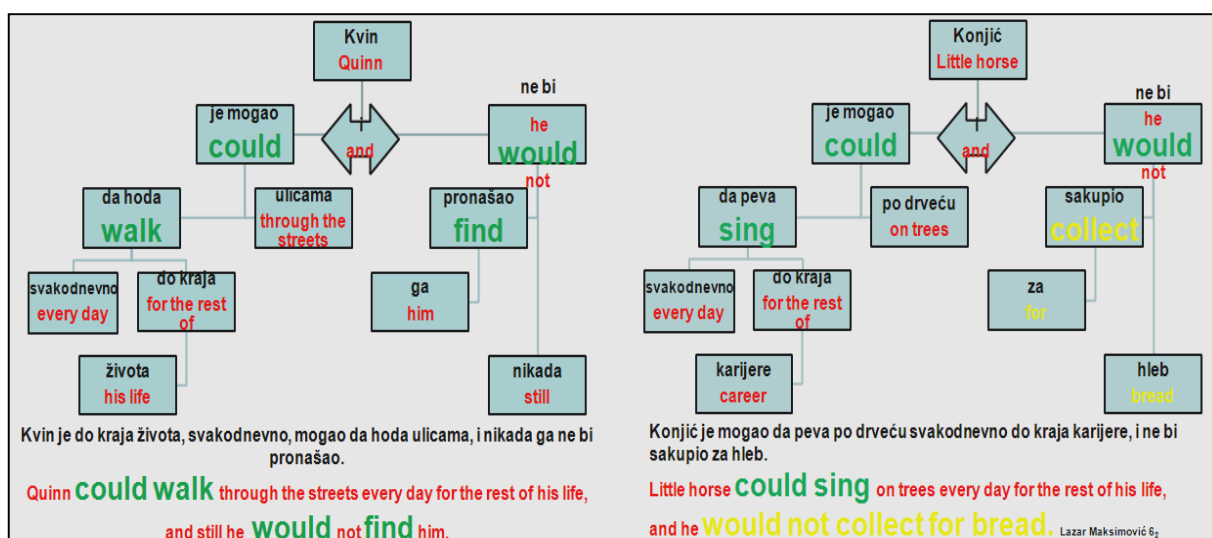 Kvin
Quinn
je mogao
could
i
and
ne bi
he
would
not
da hoda
walk
ulicama
through the
streets
pronašao
find
svakodnevno
every day
do kraja
for the rest
of
ga
him
života
his life
nikada
still
Kvin je do kraja života, svakodnevno, mogao da hoda ulicama, i nikada ga ne bi
pronašao.
Quinn could walk through the streets every day for the rest of his life,
and still he would not find him.
Konjić
Little horse
je mogao
could
i
and
ne bi
he
would
not
da peva
sing
po drveću
on trees
sakupio
collect
svakodnevno
every day
do kraja
for the rest
of
za
for
karijere
career
hleb
bread
Konjić je mogao da peva po drveću svakodnevno do kraja karijere, i ne bi
sakupio za hleb.
Little horse could sing on trees every day for the rest of his life,
and he would not collect for bread. Lazar Maksimović 6₂